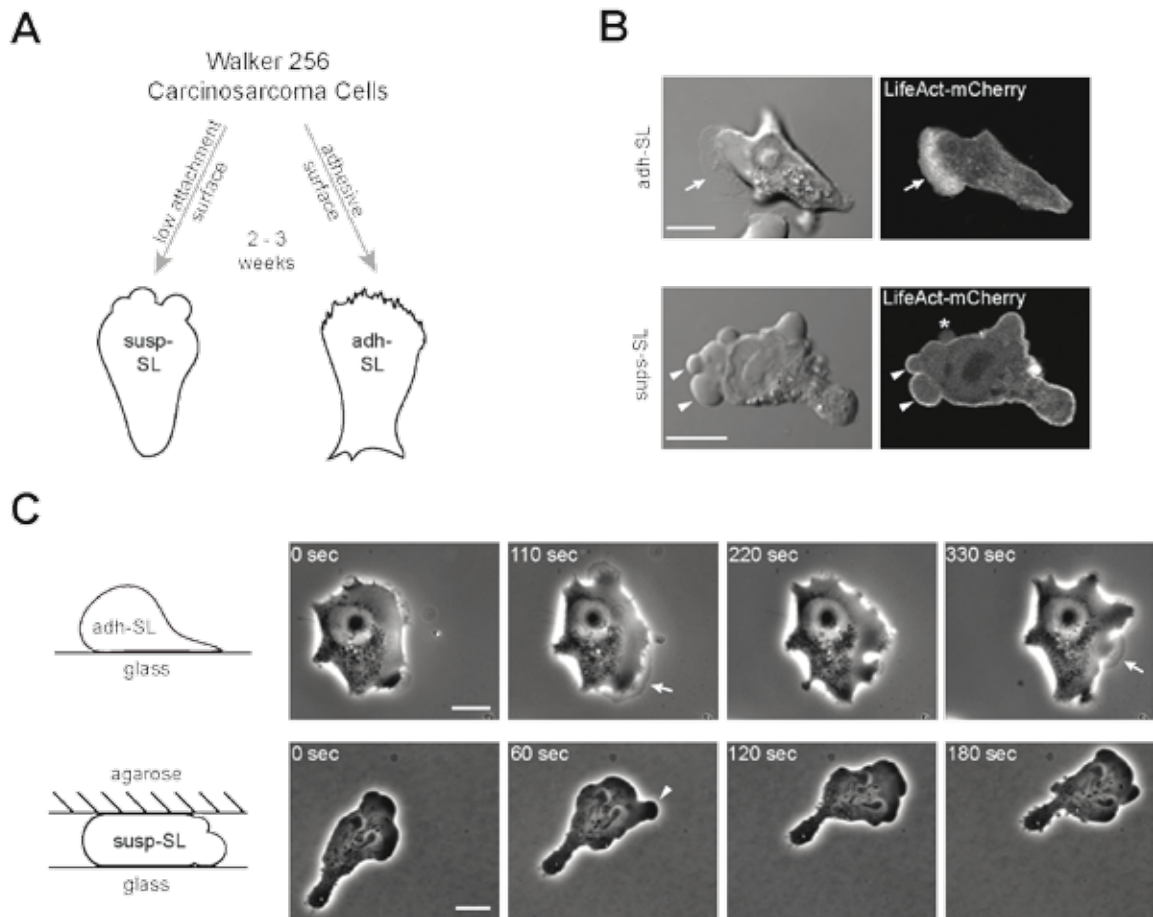 A
Walker 256
Carcinosarcoma Cells
low attachment
surface
adhesive
surface
2 - 3
weeks
susp-
SL
adh-
SL
B
adh-SL
LifeAct-mCherry
sups-SL
LifeAct-mCherry
*
C
adh-SL
glass
0 sec
110 sec
220 sec
330 sec
agarose
susp-SL
glass
0 sec
60 sec
120 sec
180 sec